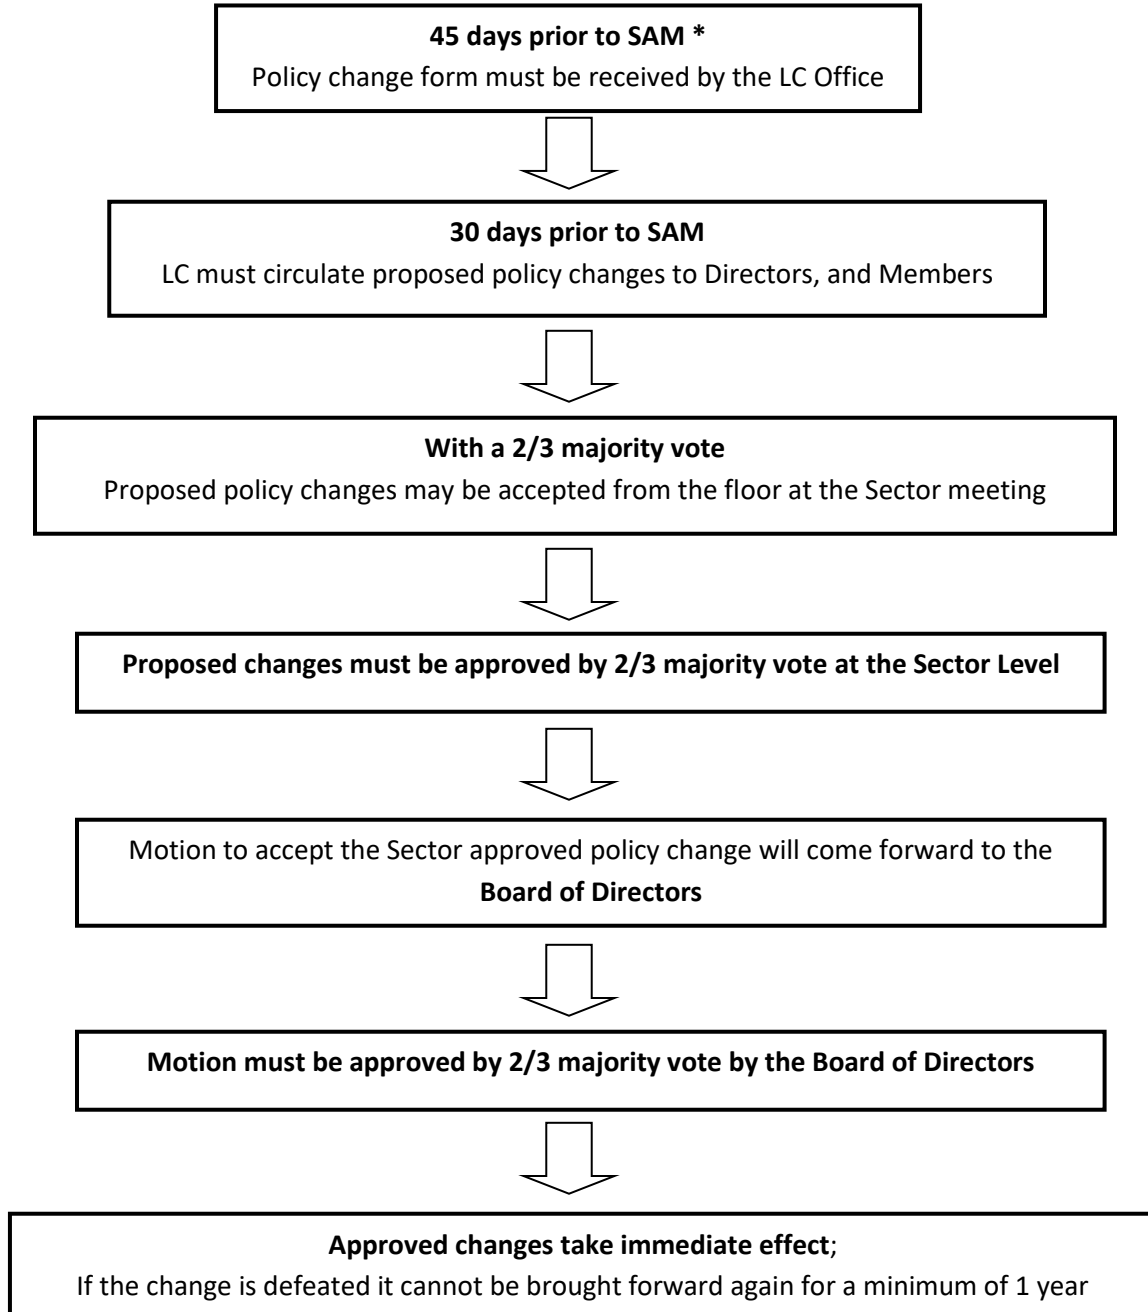 45 days prior to SAM *
Policy change form must be received by the LC Office
30 days prior to SAM
LC must circulate proposed policy changes to Directors, and Members
With a 2/3 majority vote
Proposed policy changes may be accepted from the floor at the Sector meeting
Proposed changes must be approved by 2/3 majority vote at the Sector Level
Motion to accept the Sector approved policy change will come forward to the
Board of Directors
Motion must be approved by 2/3 majority vote by the Board of Directors
Approved changes take immediate effect;
If the change is defeated it cannot be brought forward again for a minimum of 1 year